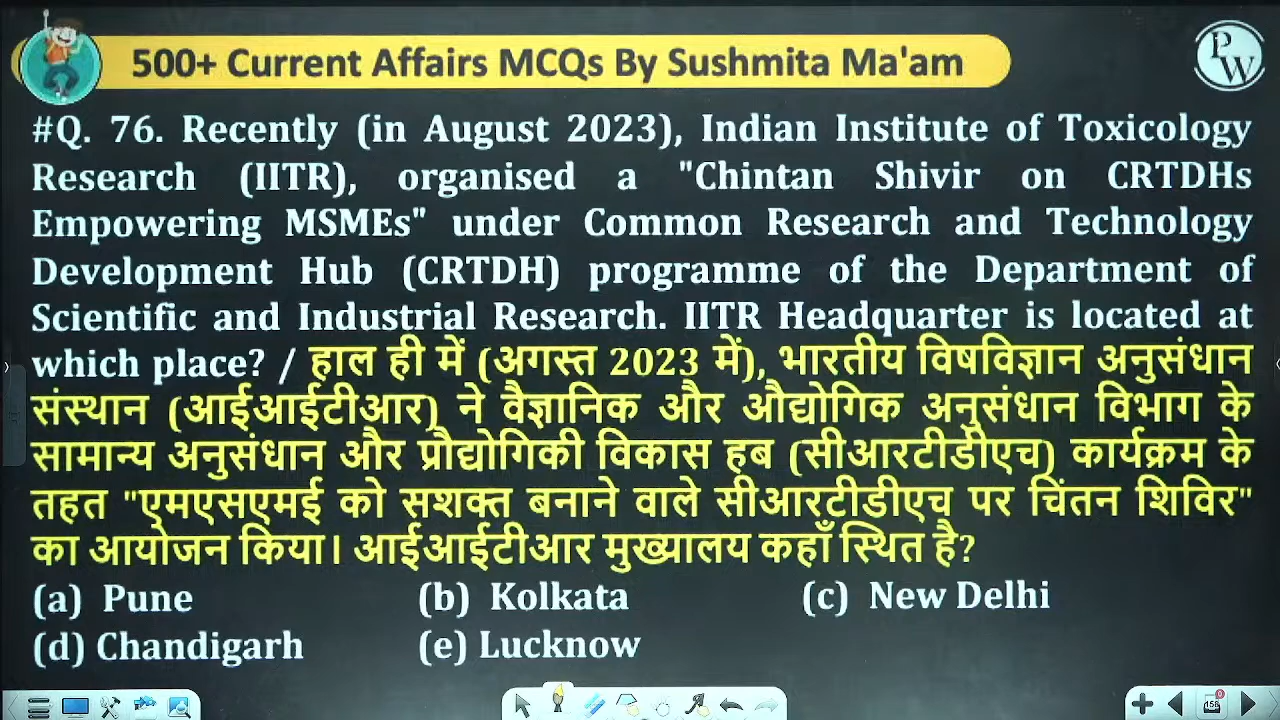 500+ Current Affairs MCQs By Sushmita Ma'am
PW
#Q. 76. Recently (in August 2023), Indian Institute of Toxicology
Research (IITR), organised a "Chintan Shivir on CRTDHs
Empowering MSMEs" under Common Research and Technology
Development Hub (CRTDH) programme of the Department of
Scientific and Industrial Research. IITR Headquarter is located at
which place? / हाल ही में (अगस्त 2023 में), भारतीय विषविज्ञान अनुसंधान
संस्थान (आईआईटीआर) ने वैज्ञानिक और औद्योगिक अनुसंधान विभाग के
सामान्य अनुसंधान और प्रौद्योगिकी विकास हब (सीआरटीडीएच) कार्यक्रम के
तहत "एमएसएमई को सशक्त बनाने वाले सीआरटीडीएच पर चिंतन शिविर"
का आयोजन किया। आईआईटीआर मुख्यालय कहाँ स्थित है?
(a) Pune (b) Kolkata (c) New Delhi
(d) Chandigarh (e) Lucknow